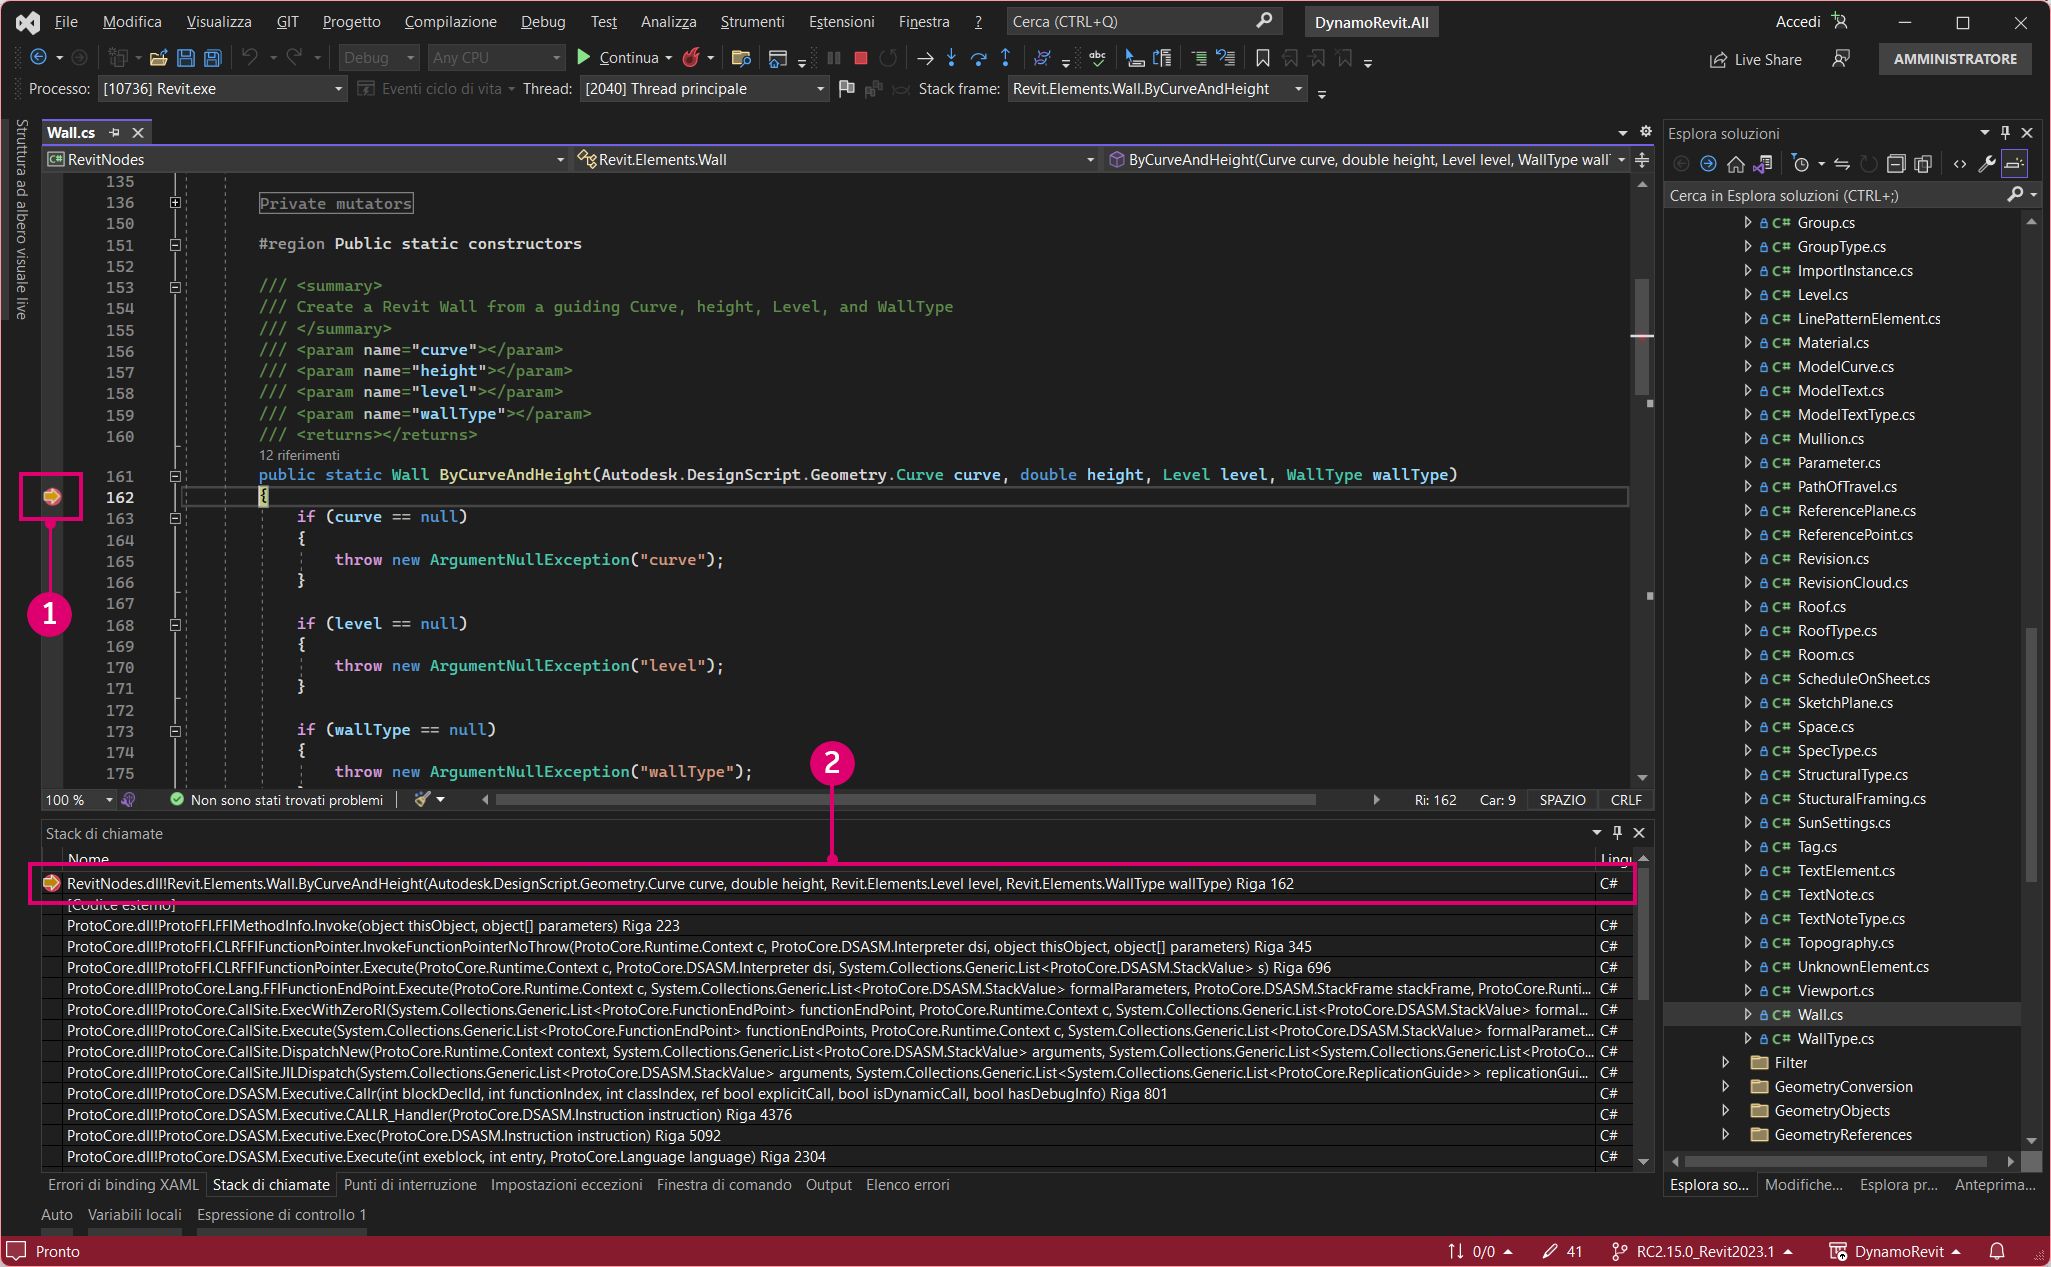 File Modifica Visualizza GIT Progetto Compilazione Debug Test Analizza Strumenti Estensioni Finestra ? Cerca (CTRL+Q) DynamoRevit.All Accedi
Debug Any CPU Continua Live Share AMMINISTRATORE
Processo: [10736] Revit.exe Eventi ciclo di vita Thread: [2040] Thread principale Stack frame: Revit.Elements.Wall.ByCurveAndHeight
Struttura ad albero visuale live
Wall.cs
RevitNodes Revit.Elements.Wall ByCurveAndHeight(Curve curve, double height, Level level, WallType wall
135
136 Private mutators
150
151 #region Public static constructors
152
153 /// <summary>
154 /// Create a Revit Wall from a guiding Curve, height, Level, and WallType
155 /// </summary>
156 /// <param name="curve"></param>
157 /// <param name="height"></param>
158 /// <param name="level"></param>
159 /// <param name="wallType"></param>
160 /// <returns></returns>
12 riferimenti
161 public static Wall ByCurveAndHeight(Autodesk.DesignScript.Geometry.Curve curve, double height, Level level, WallType wallType)
162 {
163 if (curve == null)
164 {
165 throw new ArgumentNullException("curve");
166 }
167
168 if (level == null)
169 {
170 throw new ArgumentNullException("level");
171 }
172
173 if (wallType == null)
174 {
175 throw new ArgumentNullException("wallType");
1
2
100 % Non sono stati trovati problemi Ri: 162 Car: 9 SPAZIO CRLF
Stack di chiamate
Nome Lingu
RevitNodes.dll!Revit.Elements.Wall.ByCurveAndHeight(Autodesk.DesignScript.Geometry.Curve curve, double height, Revit.Elements.Level level, Revit.Elements.WallType wallType) Riga 162 C#
[Codice esterno]
ProtoCore.dll!ProtoFFI.FFIMethodInfo.Invoke(object thisObject, object[] parameters) Riga 223 C#
ProtoCore.dll!ProtoFFI.CLRFFIFunctionPointer.InvokeFunctionPointerNoThrow(ProtoCore.Runtime.Context c, ProtoCore.DSASM.Interpreter dsi, object thisObject, object[] parameters) Riga 345 C#
ProtoCore.dll!ProtoFFI.CLRFFIFunctionPointer.Execute(ProtoCore.Runtime.Context c, ProtoCore.DSASM.Interpreter dsi, System.Collections.Generic.List<ProtoCore.DSASM.StackValue> s) Riga 696 C#
ProtoCore.dll!ProtoCore.Lang.FFIFunctionEndPoint.Execute(ProtoCore.Runtime.Context c, System.Collections.Generic.List<ProtoCore.DSASM.StackValue> formalParameters, ProtoCore.DSASM.StackFrame stackFrame, ProtoCore.Runti... C#
ProtoCore.dll!ProtoCore.CallSite.ExecWithZeroRI(System.Collections.Generic.List<ProtoCore.FunctionEndPoint> functionEndPoint, ProtoCore.Runtime.Context c, System.Collections.Generic.List<ProtoCore.DSASM.StackValue> formal... C#
ProtoCore.dll!ProtoCore.CallSite.Execute(System.Collections.Generic.List<ProtoCore.FunctionEndPoint> functionEndPoints, ProtoCore.Runtime.Context c, System.Collections.Generic.List<ProtoCore.DSASM.StackValue> formalParamet... C#
ProtoCore.dll!ProtoCore.CallSite.DispatchNew(ProtoCore.Runtime.Context context, System.Collections.Generic.List<ProtoCore.DSASM.StackValue> arguments, System.Collections.Generic.List<System.Collections.Generic.List<ProtoCo... C#
ProtoCore.dll!ProtoCore.CallSite.JILDispatch(System.Collections.Generic.List<ProtoCore.DSASM.StackValue> arguments, System.Collections.Generic.List<System.Collections.Generic.List<ProtoCore.ReplicationGuide>> replicationGui... C#
ProtoCore.dll!ProtoCore.DSASM.Executive.Callr(int blockDeclId, int functionIndex, int classIndex, ref bool explicitCall, bool isDynamicCall, bool hasDebugInfo) Riga 801 C#
ProtoCore.dll!ProtoCore.DSASM.Executive.CALLR_Handler(ProtoCore.DSASM.Instruction instruction) Riga 4376 C#
ProtoCore.dll!ProtoCore.DSASM.Executive.Exec(ProtoCore.DSASM.Instruction instruction) Riga 5092 C#
ProtoCore.dll!ProtoCore.DSASM.Executive.Execute(int exeblock, int entry, ProtoCore.Language language) Riga 2304 C#
Errori di binding XAML Stack di chiamate Punti di interruzione Impostazioni eccezioni Finestra di comando Output Elenco errori
Auto Variabili locali Espressione di controllo 1
Esplora soluzioni
Cerca in Esplora soluzioni (CTRL+;)
C# Group.cs
C# GroupType.cs
C# ImportInstance.cs
C# Level.cs
C# LinePatternElement.cs
C# Material.cs
C# ModelCurve.cs
C# ModelText.cs
C# ModelTextType.cs
C# Mullion.cs
C# Parameter.cs
C# PathOfTravel.cs
C# ReferencePlane.cs
C# ReferencePoint.cs
C# Revision.cs
C# RevisionCloud.cs
C# Roof.cs
C# RoofType.cs
C# Room.cs
C# ScheduleOnSheet.cs
C# SketchPlane.cs
C# Space.cs
C# SpecType.cs
C# StructuralType.cs
C# StucturalFraming.cs
C# SunSettings.cs
C# Tag.cs
C# TextElement.cs
C# TextNote.cs
C# TextNoteType.cs
C# Topography.cs
C# UnknownElement.cs
C# Viewport.cs
C# Wall.cs
C# WallType.cs
Filter
GeometryConversion
GeometryObjects
GeometryReferences
Esplora so... Modifiche... Esplora pr... Anteprima...
Pronto 0/0 41 RC2.15.0_Revit2023.1 DynamoRevit